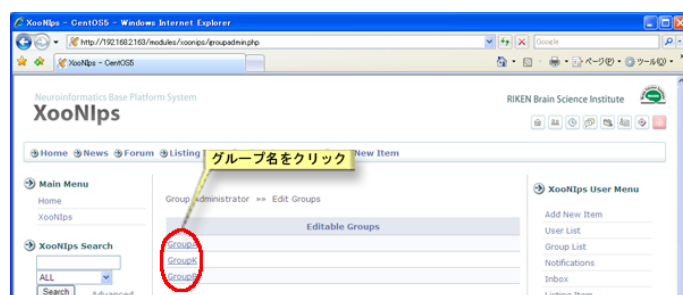 XooNIps - CentOS5 - Windows Internet Explorer
http://192.168.2.163/modules/xoonips/groupadmin.php
Google
XooNIps - CentOS5
ページ(P)
ツール(O)
Neuroinformatics Base Platform System
XooNIps
RIKEN Brain Science Institute
Home News Forum Listing New Item
グループ名をクリック
Main Menu
Home
XooNIps
Group Administrator »» Edit Groups
Editable Groups
GroupA
GroupK
GroupB
XooNIps Search
ALL
Search Advanced
XooNIps User Menu
Add New Item
User List
Group List
Notifications
Inbox
Listing Item